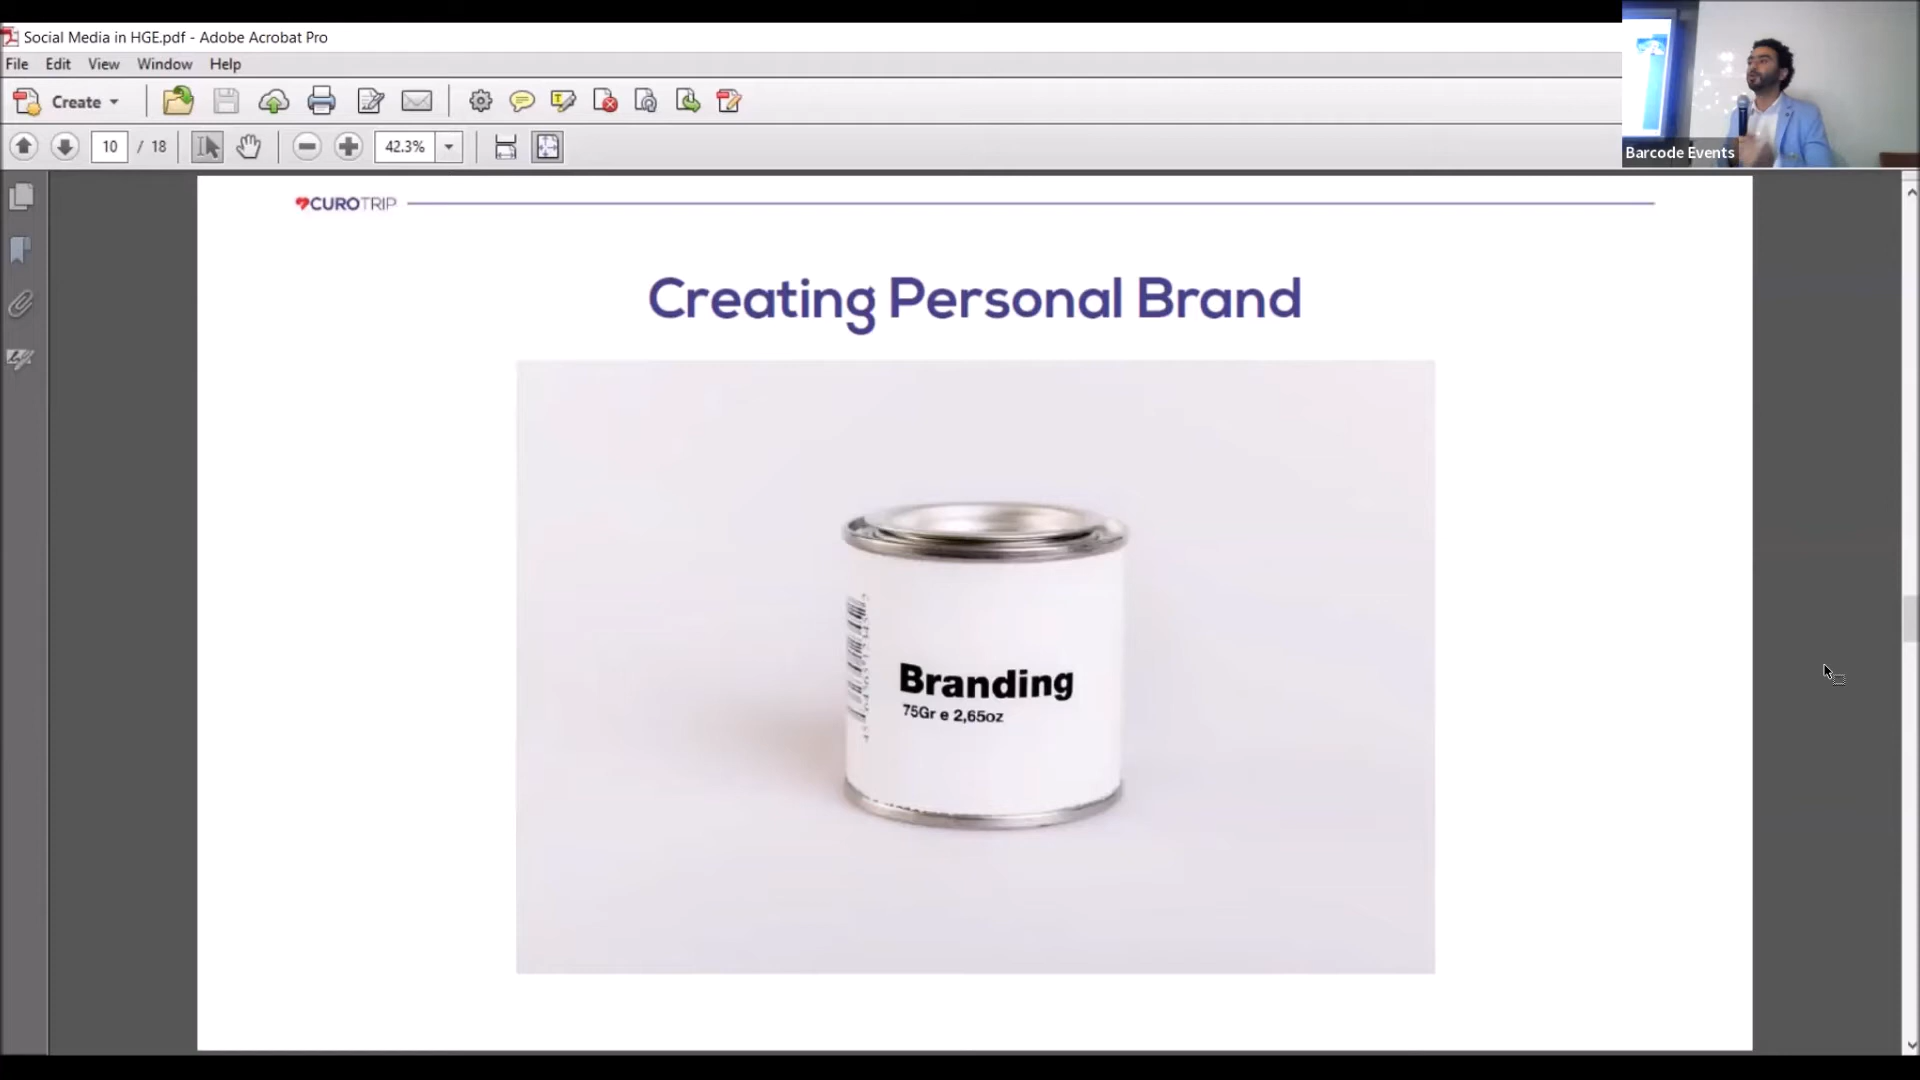 Social Media in HGE.pdf - Adobe Acrobat Pro
File Edit View Window Help
Create
10 / 18 42.3%
Barcode Events
CUROTRIP
Creating Personal Brand
Branding
75Gr e 2,65oz